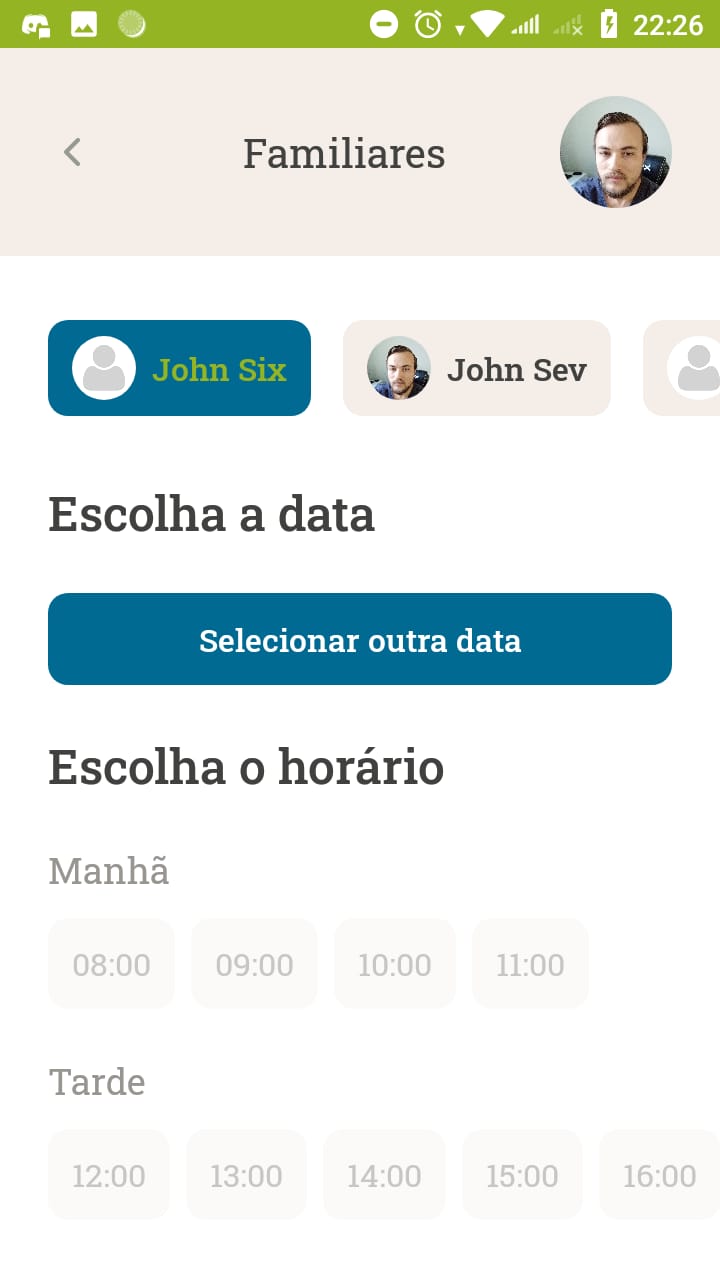 22:26
Familiares
John Six
John Sev
Escolha a data
Selecionar outra data
Escolha o horário
Manhã
08:00 09:00 10:00 11:00
Tarde
12:00 13:00 14:00 15:00 16:00